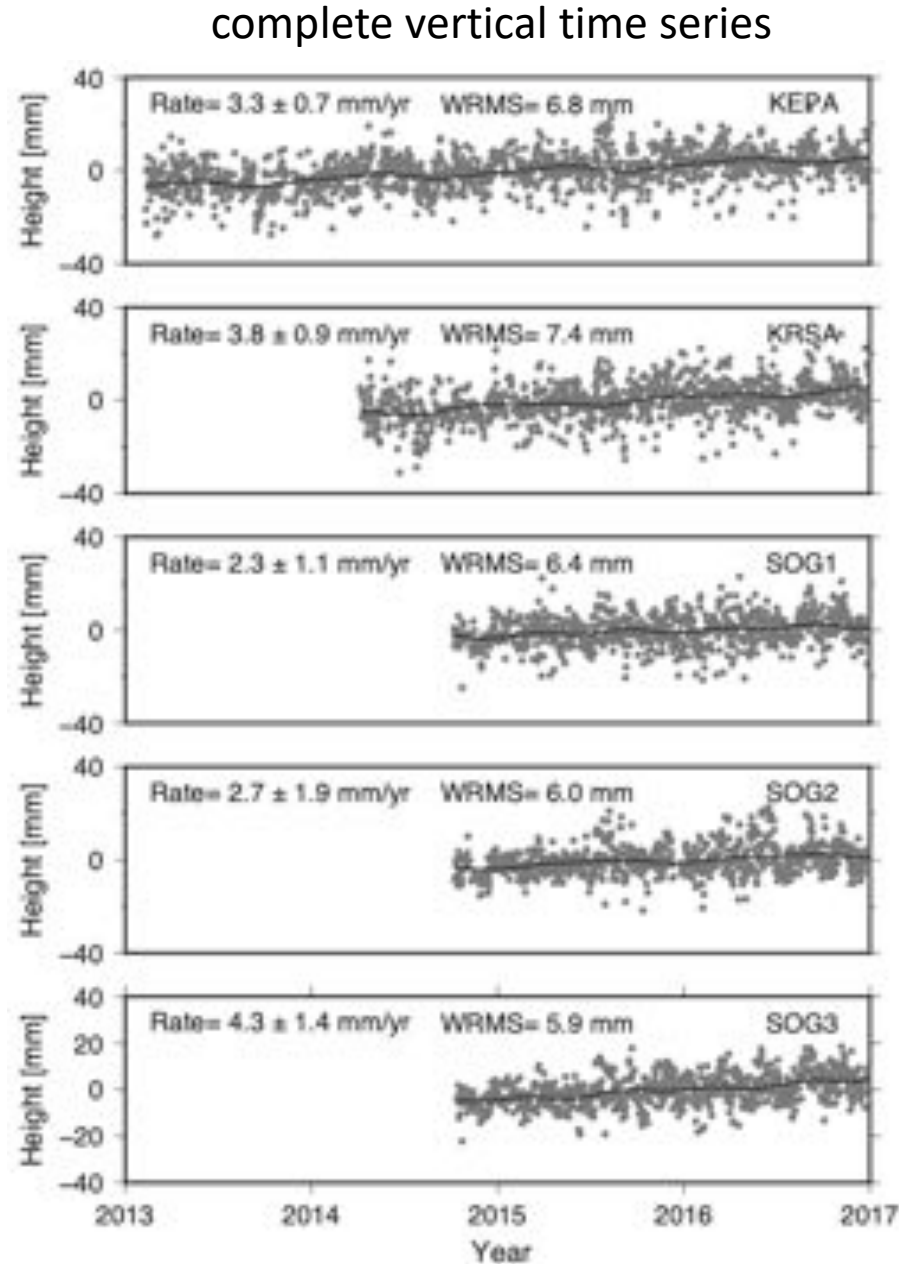 complete vertical time series
40
Rate= 3.3 ± 0.7 mm/yr WRMS= 6.8 mm KEPA
Height [mm]
0
−40
40
Rate= 3.8 ± 0.9 mm/yr WRMS= 7.4 mm KRSA
Height [mm]
0
−40
40
Rate= 2.3 ± 1.1 mm/yr WRMS= 6.4 mm SOG1
Height [mm]
0
−40
40
Rate= 2.7 ± 1.9 mm/yr WRMS= 6.0 mm SOG2
Height [mm]
0
−40
40
Rate= 4.3 ± 1.4 mm/yr WRMS= 5.9 mm SOG3
20
Height [mm]
0
−20
−40
2013 2014 2015 2016 2017
Year